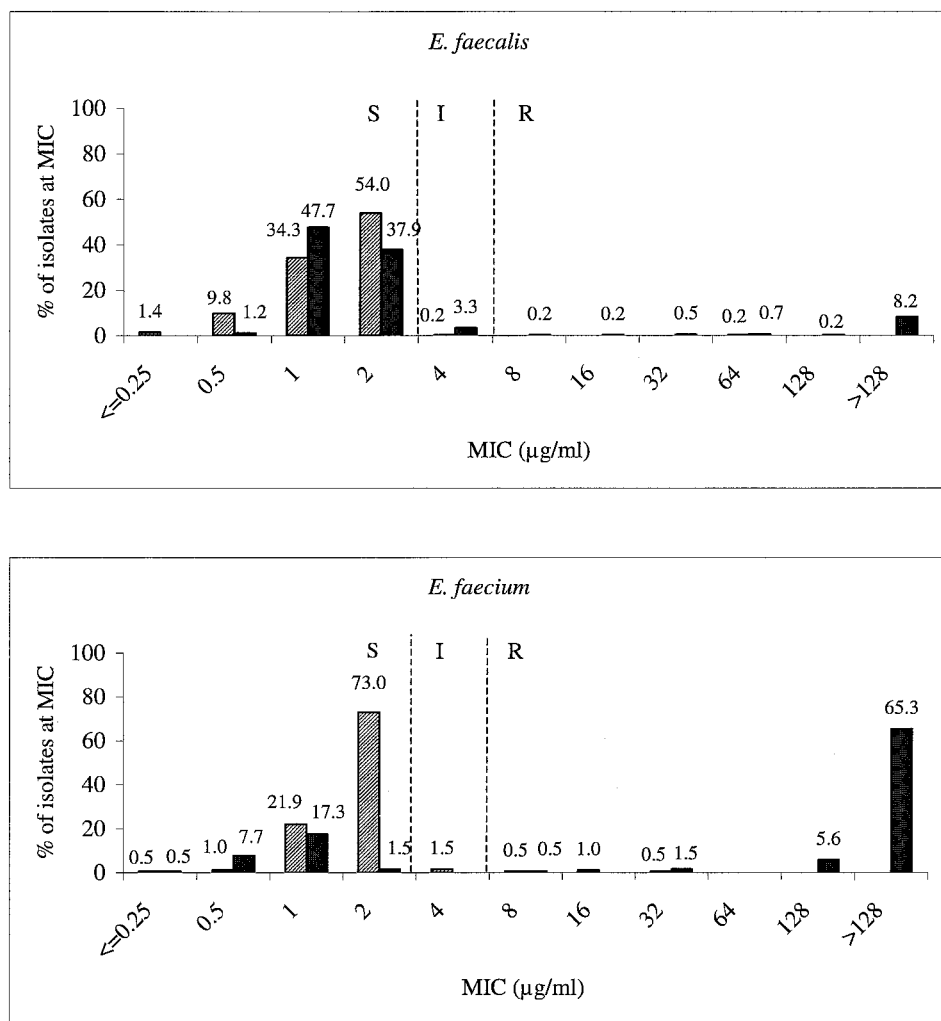 E. faecalis
S I R
% of isolates at MIC
100
80
60
40
20
0
1.4 9.8 1.2 34.3 47.7 54.0 37.9 0.2 3.3 0.2 0.2 0.5 0.2 0.7 0.2 8.2
<=0.25 0.5 1 2 4 8 16 32 64 128 >128
MIC (µg/ml)
E. faecium
S I R
% of isolates at MIC
100
80
60
40
20
0
0.5 0.5 1.0 7.7 21.9 17.3 73.0 1.5 1.5 0.5 0.5 1.0 0.5 1.5 5.6 65.3
<=0.25 0.5 1 2 4 8 16 32 64 128 >128
MIC (µg/ml)